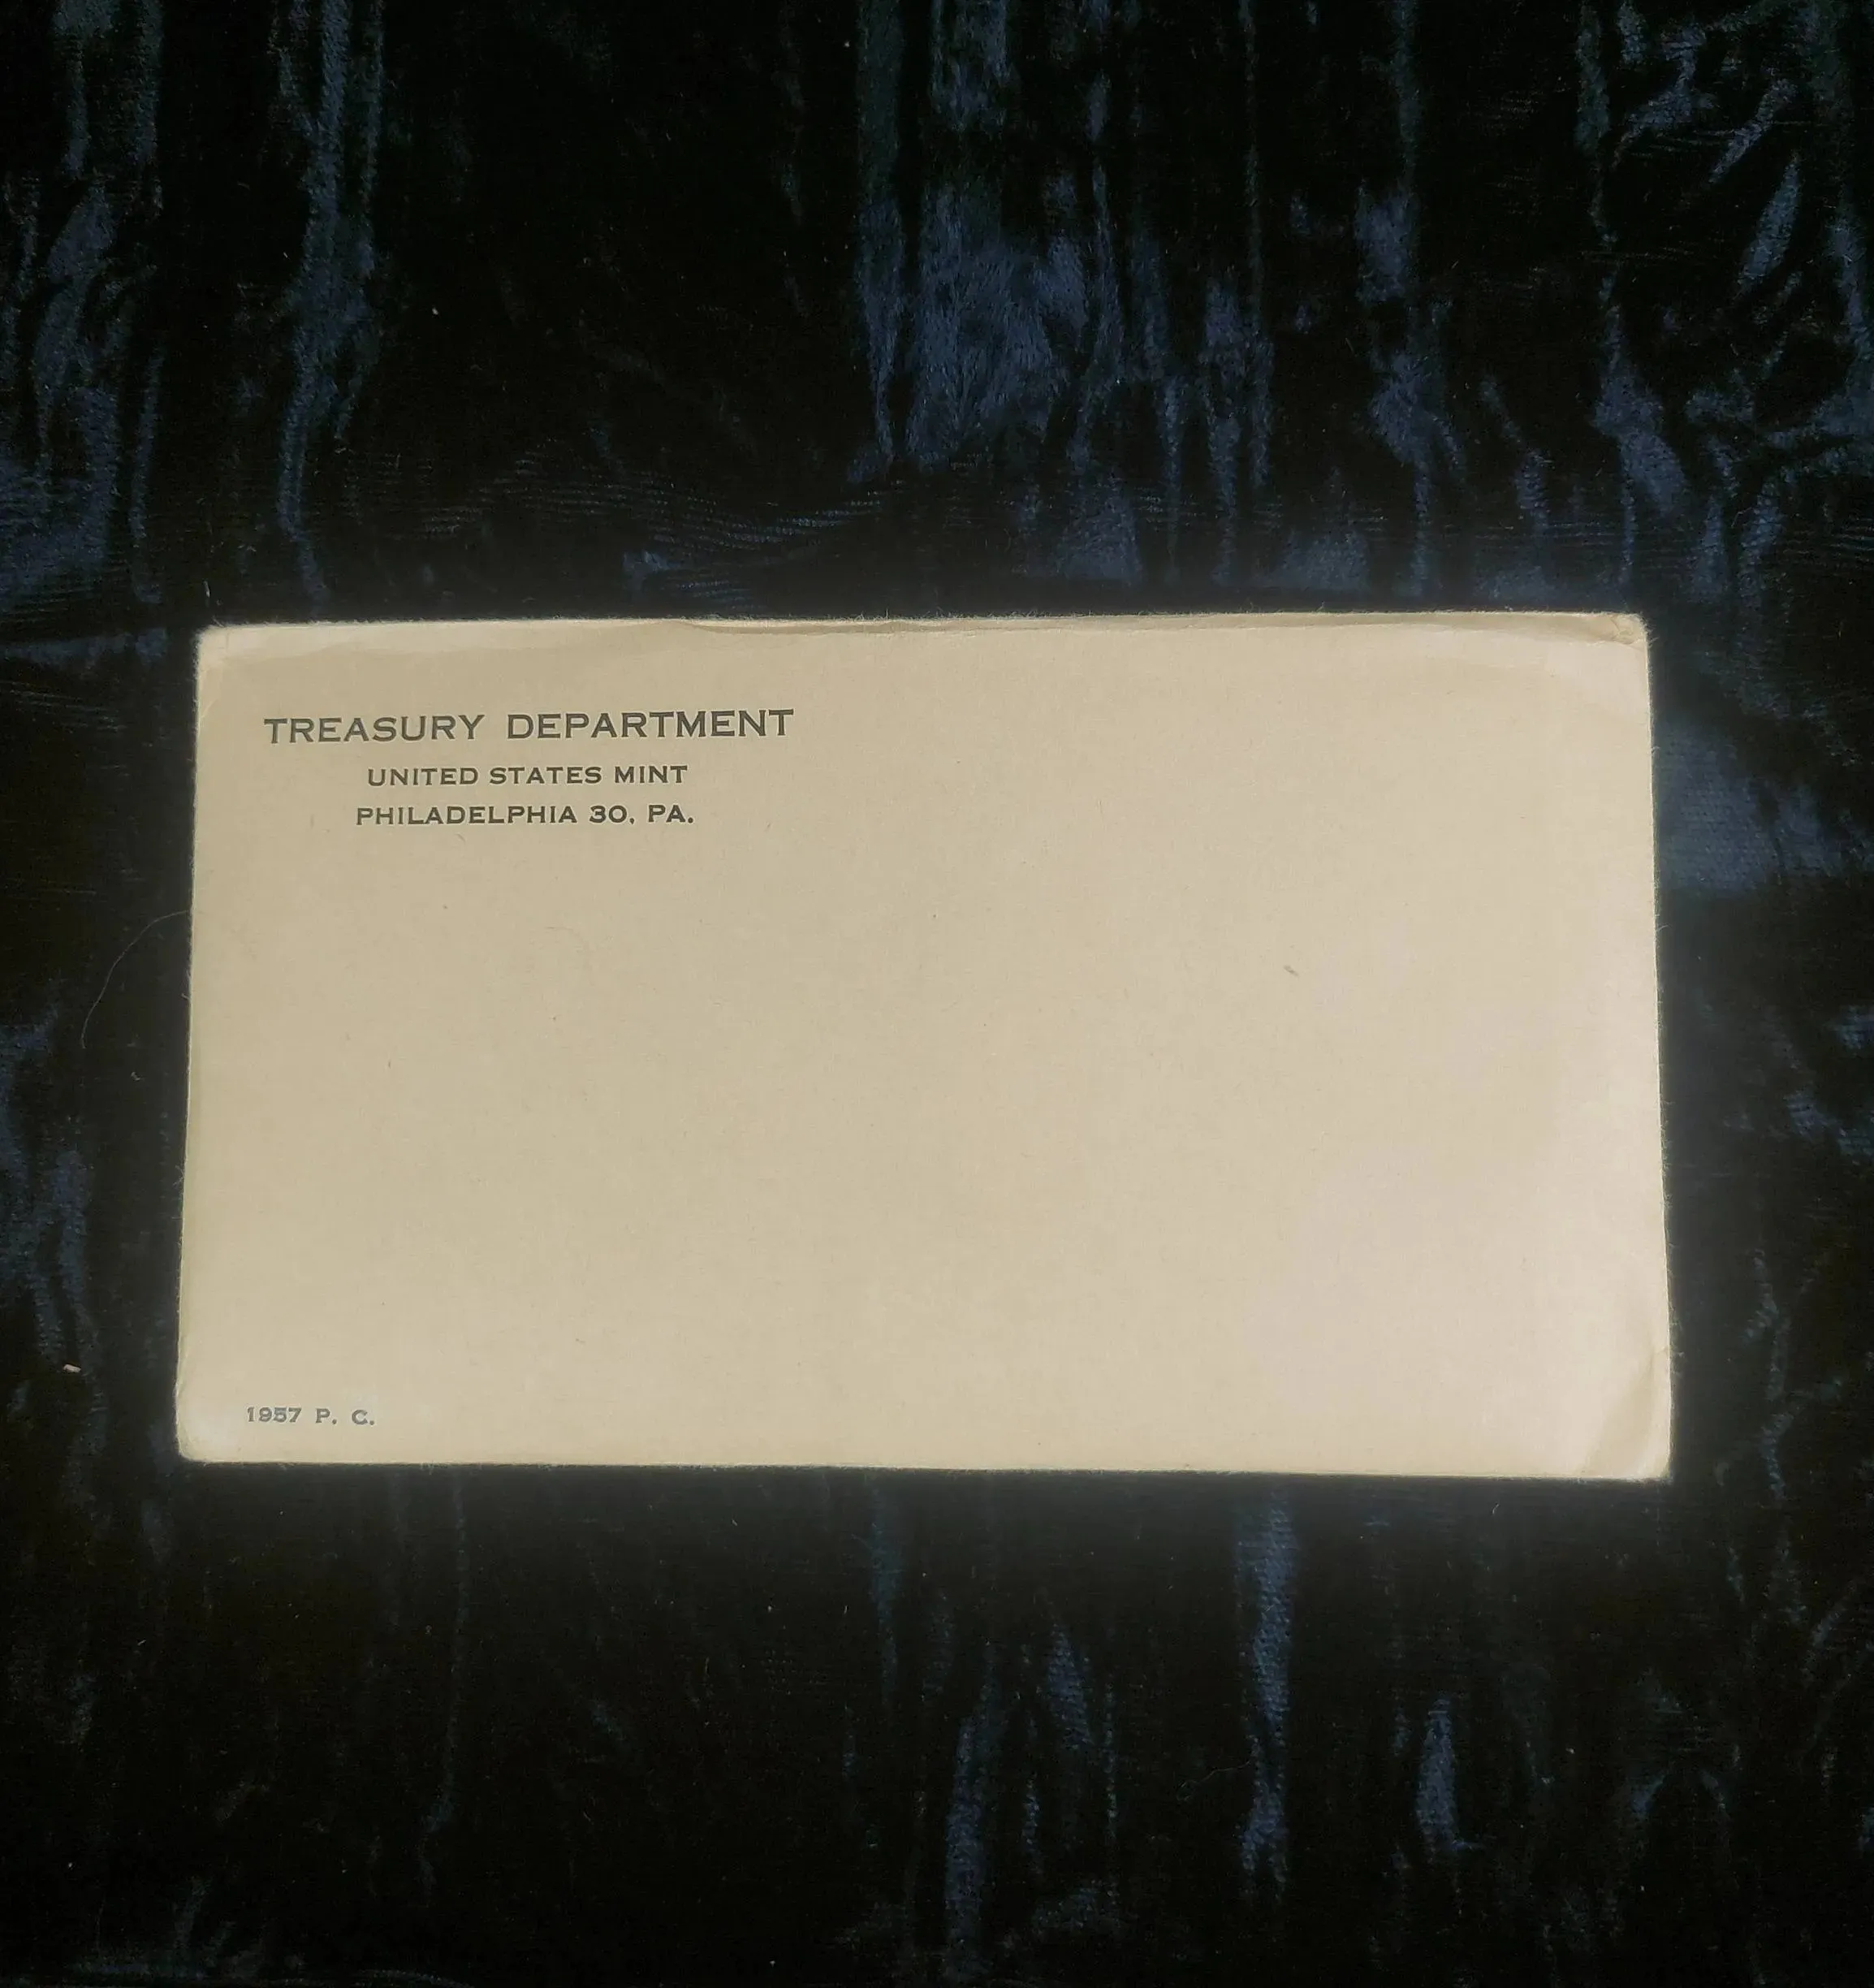 TREASURY DEPARTMENT
UNITED STATES MINT
PHILADELPHIA 30, PA.
1957 P. C.